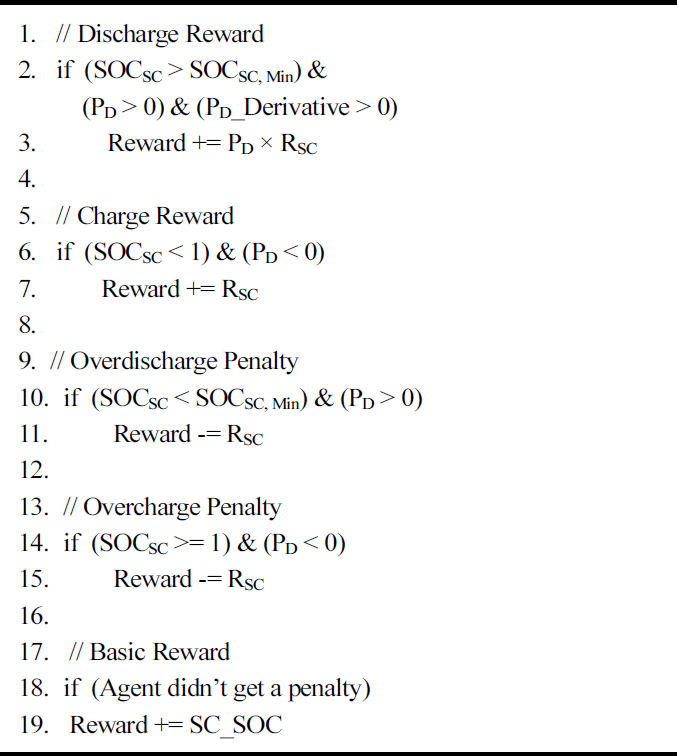 1. // Discharge Reward
2. if (SOCSC > SOCSC, Min) &
(PD > 0) & (PD_Derivative > 0)
3. Reward += PD × RSC
4.
5. // Charge Reward
6. if (SOCSC < 1) & (PD < 0)
7. Reward += RSC
8.
9. // Overdischarge Penalty
10. if (SOCSC < SOCSC, Min) & (PD > 0)
11. Reward -= RSC
12.
13. // Overcharge Penalty
14. if (SOCSC >= 1) & (PD < 0)
15. Reward -= RSC
16.
17. // Basic Reward
18. if (Agent didn’t get a penalty)
19. Reward += SC_SOC